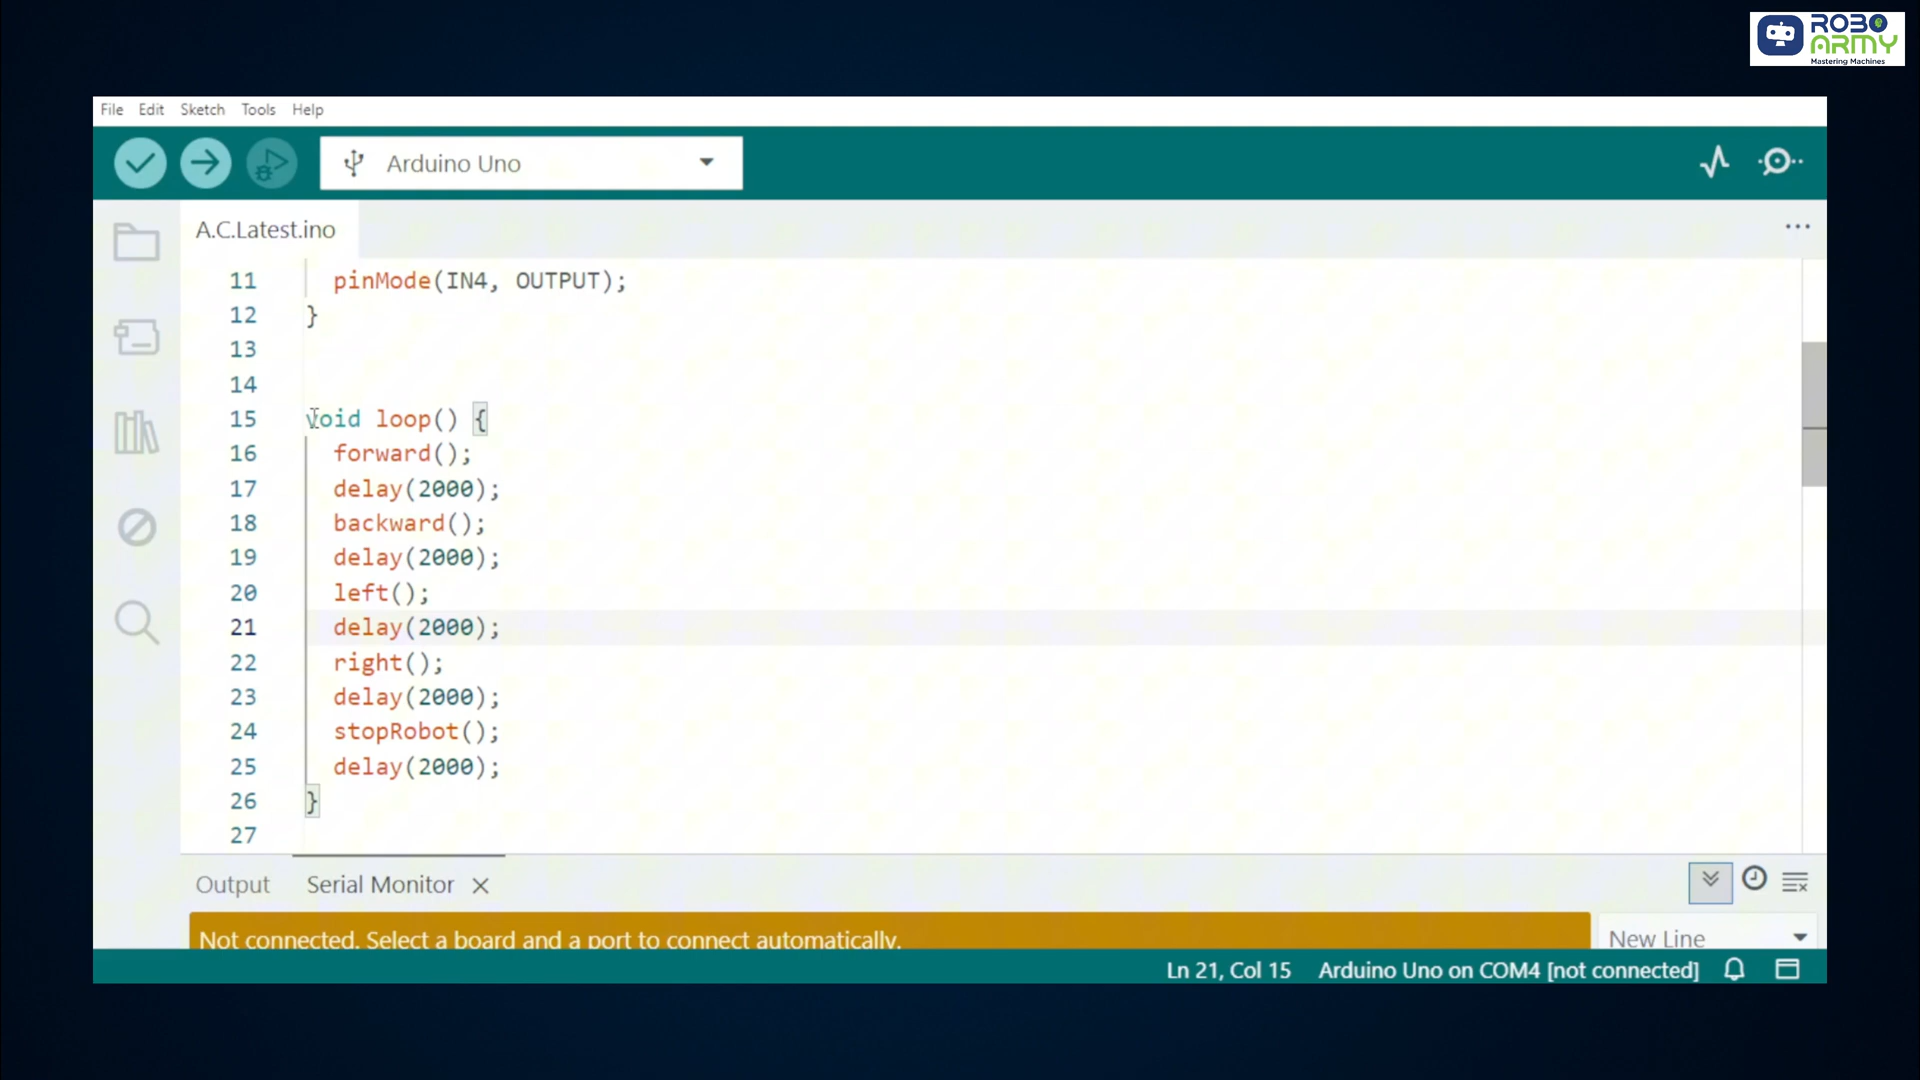 ROBO
ARMY
Mastering Machines
File Edit Sketch Tools Help
Arduino Uno
A.C.Latest.ino
11 pinMode(IN4, OUTPUT);
12 }
13
14
15 void loop() {
16 forward();
17 delay(2000);
18 backward();
19 delay(2000);
20 left();
21 delay(2000);
22 right();
23 delay(2000);
24 stopRobot();
25 delay(2000);
26 }
27
Output Serial Monitor
Not connected. Select a board and a port to connect automatically. New Line
Ln 21, Col 15 Arduino Uno on COM4 [not connected]